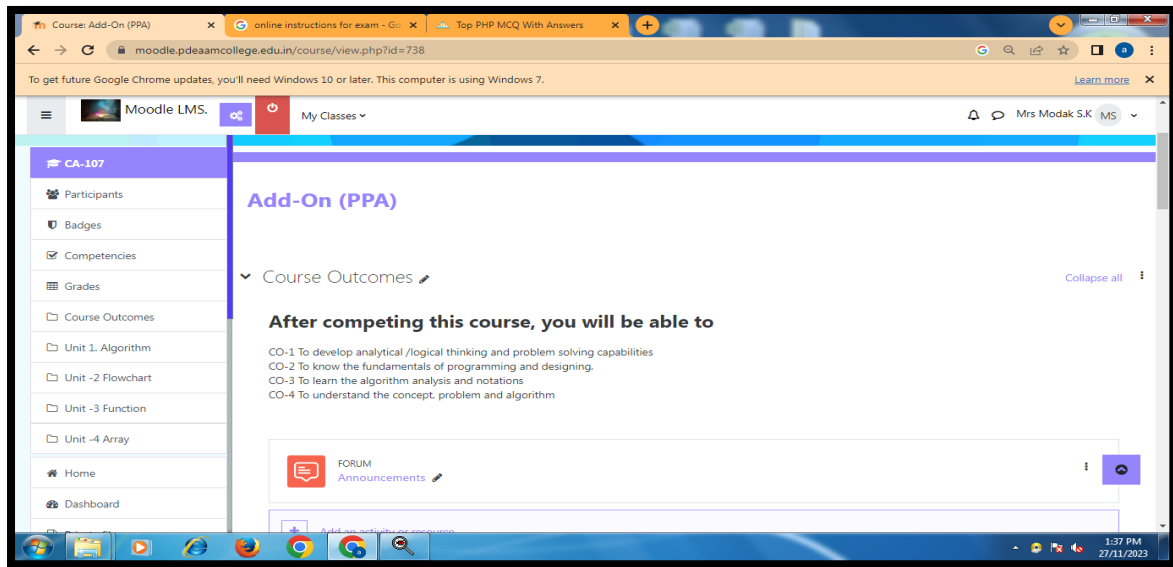 Course: Add-On (PPA)
online instructions for exam - Go
Top PHP MCQ With Answers
moodle.pdeaamcollege.edu.in/course/view.php?id=738
To get future Google Chrome updates, you'll need Windows 10 or later. This computer is using Windows 7.
Learn more
Moodle LMS.
My Classes
Mrs Modak S.K
MS
CA-107
Participants
Badges
Competencies
Grades
Course Outcomes
Unit 1. Algorithm
Unit -2 Flowchart
Unit -3 Function
Unit -4 Array
Home
Dashboard
Add-On (PPA)
Course Outcomes
Collapse all
After competing this course, you will be able to
CO-1 To develop analytical /logical thinking and problem solving capabilities
CO-2 To know the fundamentals of programming and designing.
CO-3 To learn the algorithm analysis and notations
CO-4 To understand the concept. problem and algorithm
FORUM
Announcements
Add an activity or resource
1:37 PM
27/11/2023